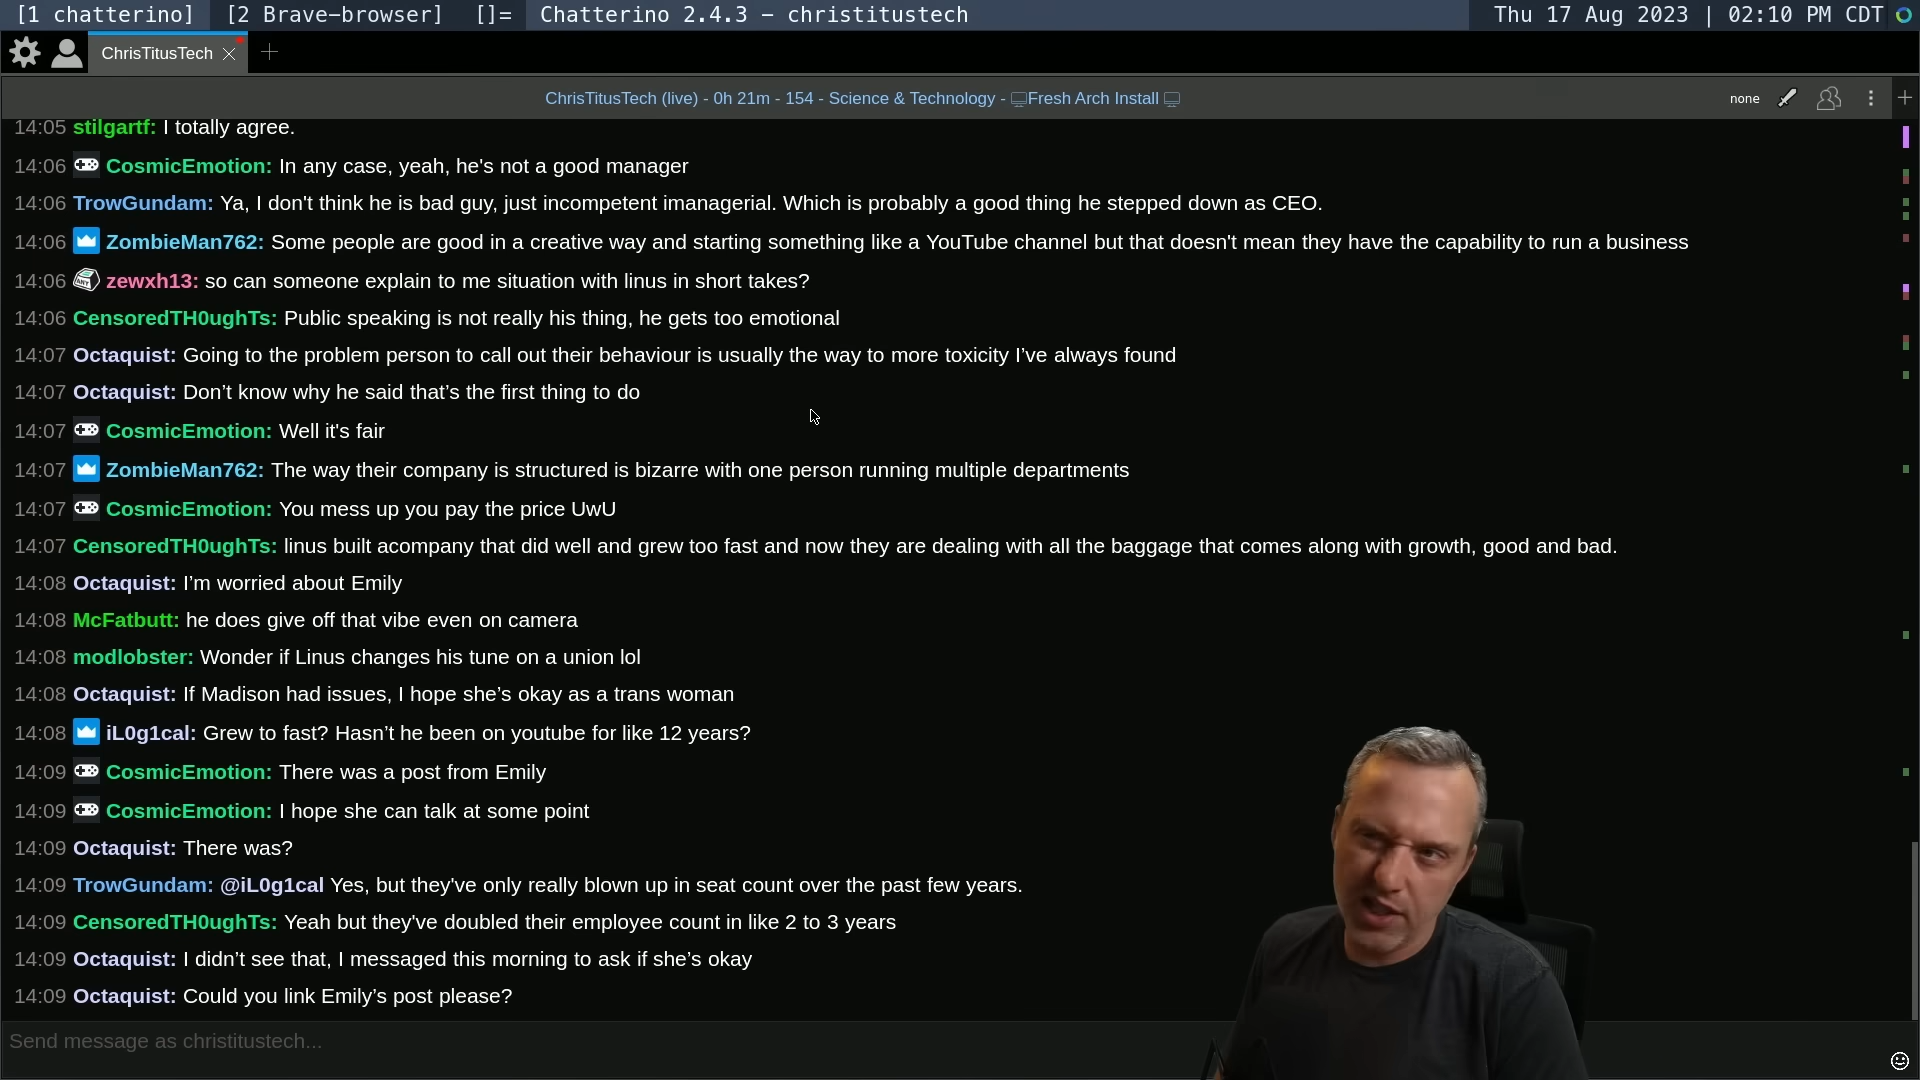 [1 chatterino] [2 Brave-browser] []= Chatterino 2.4.3 - christitustech Thu 17 Aug 2023 | 02:10 PM CDT
ChrisTitusTech
ChrisTitusTech (live) - 0h 21m - 154 - Science & Technology - 🖥️Fresh Arch Install 🖥️ none
14:05 stilgartf: I totally agree.
14:06 CosmicEmotion: In any case, yeah, he's not a good manager
14:06 TrowGundam: Ya, I don't think he is bad guy, just incompetent imanagerial. Which is probably a good thing he stepped down as CEO.
14:06 ZombieMan762: Some people are good in a creative way and starting something like a YouTube channel but that doesn't mean they have the capability to run a business
14:06 zewxh13: so can someone explain to me situation with linus in short takes?
14:06 CensoredTH0ughTs: Public speaking is not really his thing, he gets too emotional
14:07 Octaquist: Going to the problem person to call out their behaviour is usually the way to more toxicity I’ve always found
14:07 Octaquist: Don’t know why he said that’s the first thing to do
14:07 CosmicEmotion: Well it's fair
14:07 ZombieMan762: The way their company is structured is bizarre with one person running multiple departments
14:07 CosmicEmotion: You mess up you pay the price UwU
14:07 CensoredTH0ughTs: linus built acompany that did well and grew too fast and now they are dealing with all the baggage that comes along with growth, good and bad.
14:08 Octaquist: I’m worried about Emily
14:08 McFatbutt: he does give off that vibe even on camera
14:08 modlobster: Wonder if Linus changes his tune on a union lol
14:08 Octaquist: If Madison had issues, I hope she’s okay as a trans woman
14:08 iL0g1cal: Grew to fast? Hasn’t he been on youtube for like 12 years?
14:09 CosmicEmotion: There was a post from Emily
14:09 CosmicEmotion: I hope she can talk at some point
14:09 Octaquist: There was?
14:09 TrowGundam: @iL0g1cal Yes, but they've only really blown up in seat count over the past few years.
14:09 CensoredTH0ughTs: Yeah but they've doubled their employee count in like 2 to 3 years
14:09 Octaquist: I didn’t see that, I messaged this morning to ask if she’s okay
14:09 Octaquist: Could you link Emily’s post please?
Send message as christitustech...